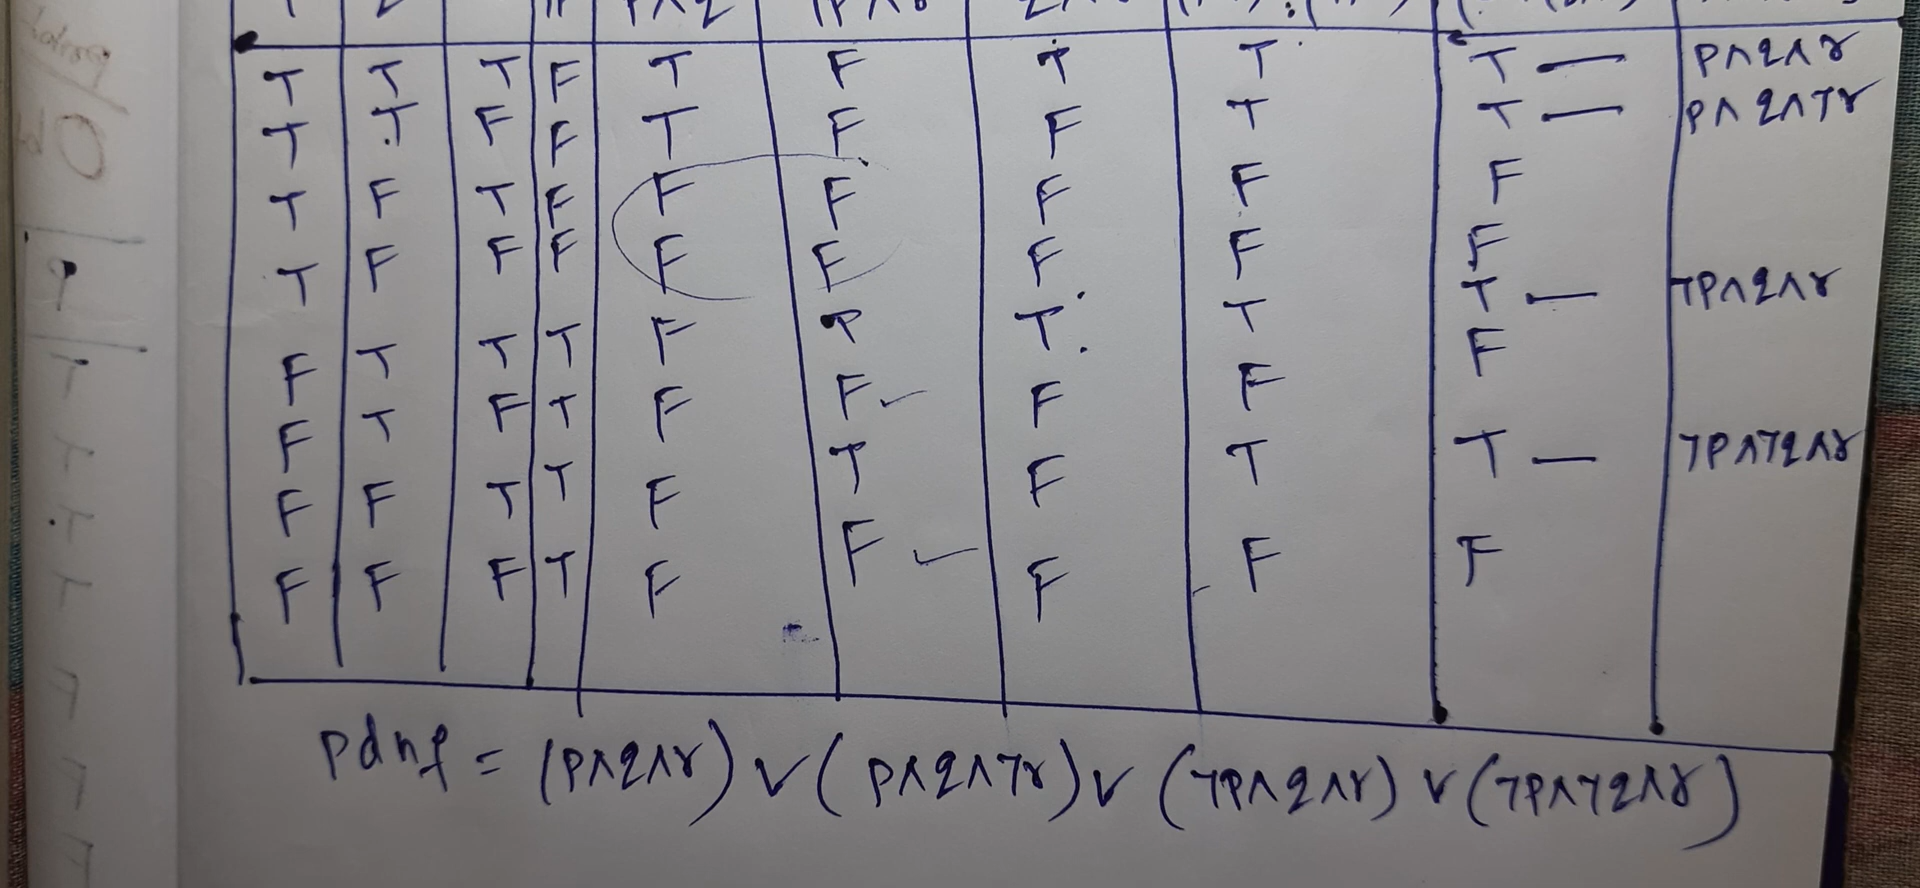 T T T F T F T T T — p∧q∧r
T T F F T F F T T — p∧q∧¬r
T F T F F F F F F
T F F F F F F F F
F T T T F T T T T — ¬p∧q∧r
F T F T F F F F F
F F T T F T F T T — ¬p∧¬q∧r
F F F T F F F F F
pdnf = (p∧q∧r) ∨ (p∧q∧¬r) ∨ (¬p∧q∧r) ∨ (¬p∧¬q∧r)